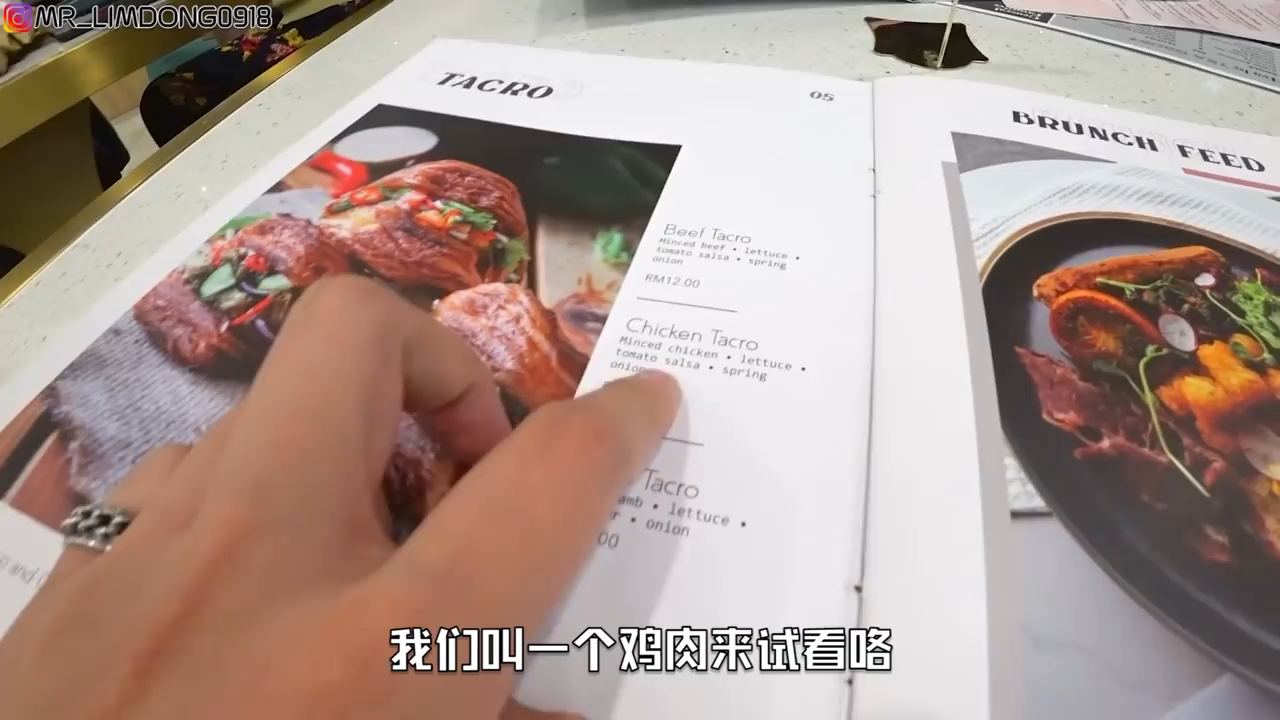 MR_LIMDONG0918
TACRO
05
BRUNCH FEED
Beef Tacro
Minced beef • lettuce •
tomato salsa • spring
onion
RM12.00
Chicken Tacro
Minced chicken • lettuce •
tomato salsa • spring
onion
Tacro
lettuce •
• onion
00
我们叫一个鸡肉来试看咯